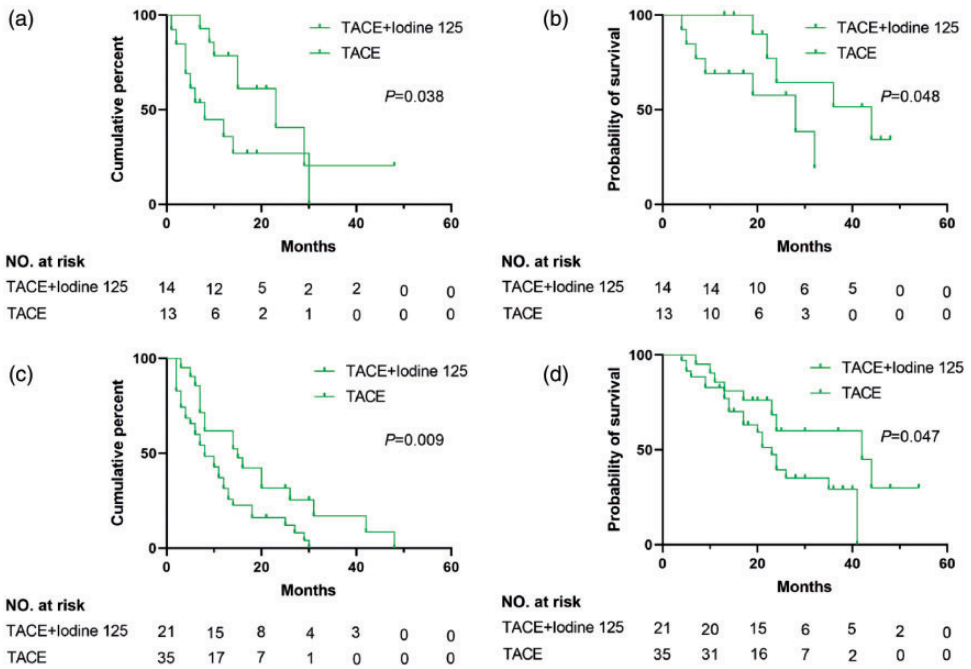 (a)
Cumulative percent
100
50
0
TACE+Iodine 125
TACE
P=0.038
0 20 40 60
Months
NO. at risk
TACE+Iodine 125 14 12 5 2 2 0 0
TACE 13 6 2 1 0 0 0
(b)
Probability of survival
100
50
0
TACE+Iodine 125
TACE
P=0.048
0 20 40 60
Months
NO. at risk
TACE+Iodine 125 14 14 10 6 5 0 0
TACE 13 10 6 3 0 0 0
(c)
Cumulative percent
100
50
0
TACE+Iodine 125
TACE
P=0.009
0 20 40 60
Months
NO. at risk
TACE+Iodine 125 21 15 8 4 3 0 0
TACE 35 17 7 1 0 0 0
(d)
Probability of survival
100
50
0
TACE+Iodine 125
TACE
P=0.047
0 20 40 60
Months
NO. at risk
TACE+Iodine 125 21 20 15 6 5 2 0
TACE 35 31 16 7 2 0 0